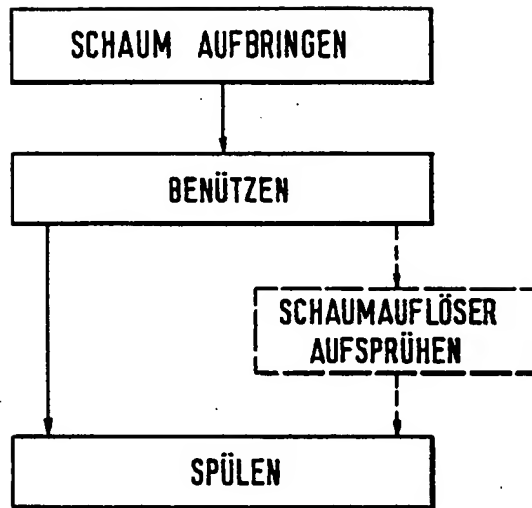 SCHAUM AUFBRINGEN
BENÜTZEN
SCHAUMAUFLÖSER
AUFSPRÜHEN
SPÜLEN